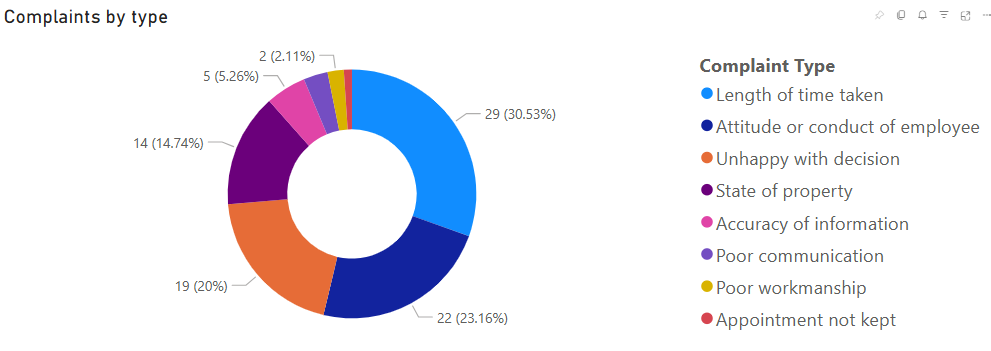 Complaints by type
2 (2.11%)
5 (5.26%)
29 (30.53%)
14 (14.74%)
19 (20%)
22 (23.16%)
Complaint Type
Length of time taken
Attitude or conduct of employee
Unhappy with decision
State of property
Accuracy of information
Poor communication
Poor workmanship
Appointment not kept